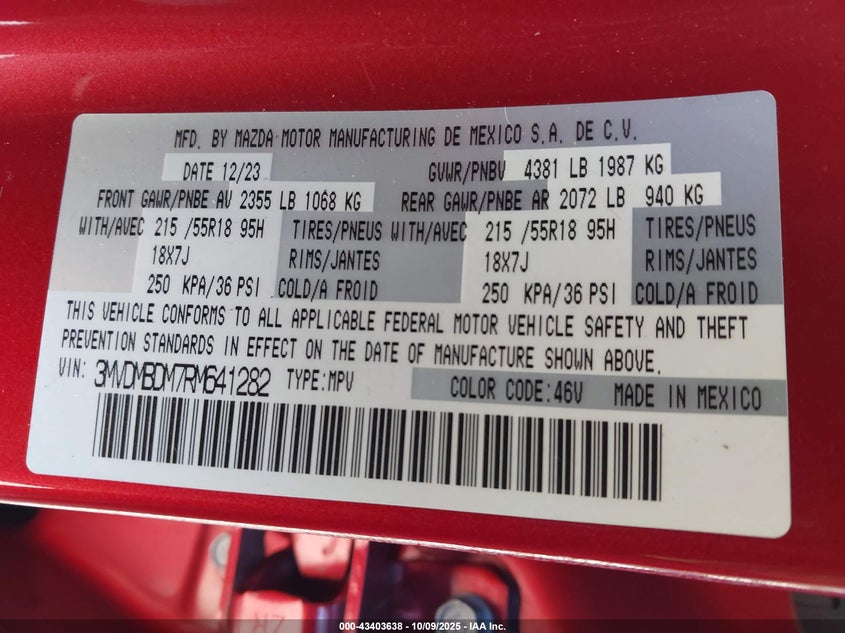 MFD. BY MAZDA MOTOR MANUFACTURING DE MEXICO S.A. DE C.V.
DATE 12/23 GVWR/PNBV 4381 LB 1987 KG
FRONT GAWR/PNBE AV 2355 LB 1068 KG REAR GAWR/PNBE AR 2072 LB 940 KG
WITH/AVEC 215 /55R18 95H TIRES/PNEUS WITH/AVEC 215 /55R18 95H TIRES/PNEUS
18X7J RIMS/JANTES 18X7J RIMS/JANTES
250 KPA/36 PSI COLD/A FROID 250 KPA/36 PSI COLD/A FROID
THIS VEHICLE CONFORMS TO ALL APPLICABLE FEDERAL MOTOR VEHICLE SAFETY AND THEFT
PREVENTION STANDARDS IN EFFECT ON THE DATE OF MANUFACTURE SHOWN ABOVE.
VIN: 3MVDMBDM7RM641282 TYPE:MPV COLOR CODE:46V MADE IN MEXICO
000-43403638 - 10/09/2025 - IAA Inc.